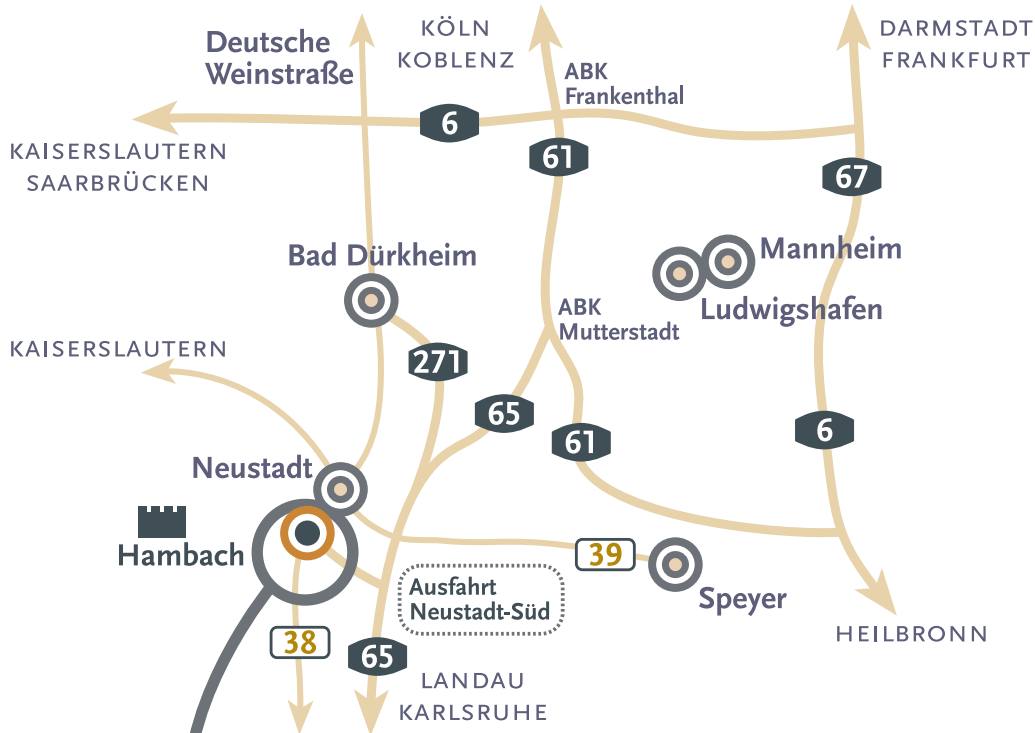 Deutsche
Weinstraße
KÖLN
KOBLENZ
DARMSTADT
FRANKFURT
ABK
Frankenthal
6
61
KAISERSLAUTERN
SAARBRÜCKEN
67
Bad Dürkheim
Mannheim
Ludwigshafen
ABK
Mutterstadt
KAISERSLAUTERN
271
65
61
6
Neustadt
Hambach
39
Ausfahrt
Neustadt-Süd
Speyer
38
65
HEILBRONN
LANDAU
KARLSRUHE